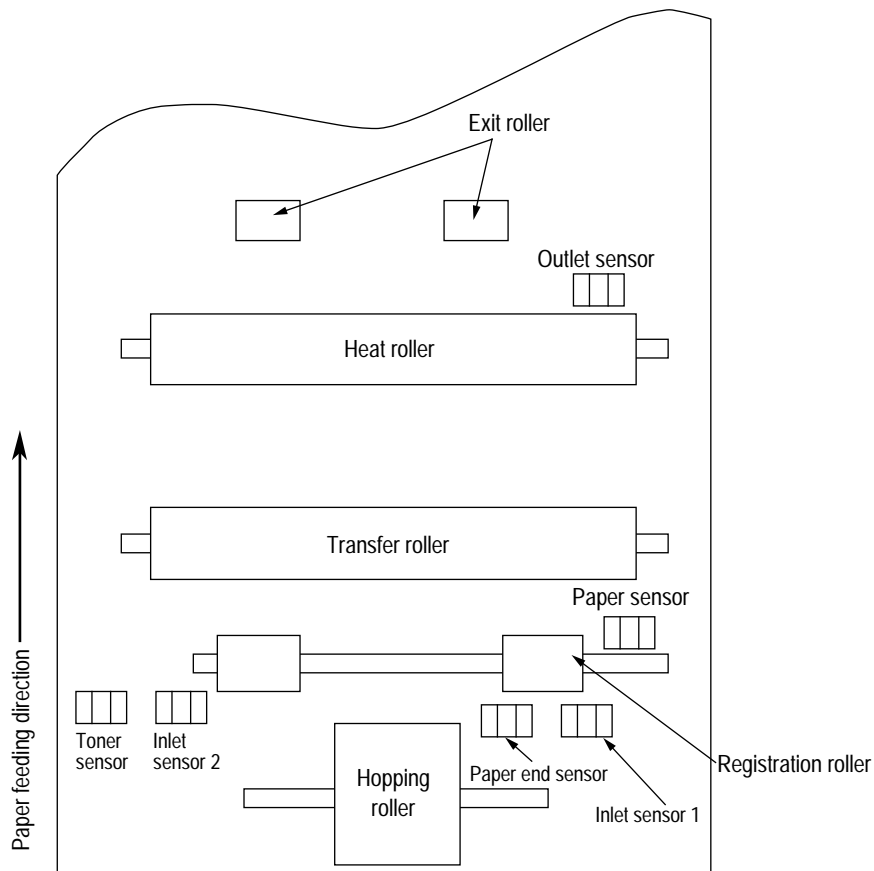 Exit roller
Outlet sensor
Heat roller
Transfer roller
Paper sensor
Paper feeding direction
Toner
sensor
Inlet
sensor 2
Hopping
roller
Paper end sensor
Inlet sensor 1
Registration roller